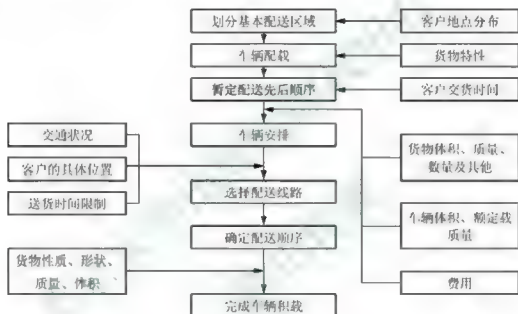 划分基本配送区域
客户地点分布
车辆配载
货物特性
暂定配送先后顺序
客户交货时间
交通状况
车辆安排
客户的具体位置
货物体积、质量、
数量及其他
送货时间限制
选择配送线路
车辆体积、额定载
质量
确定配送顺序
货物性质、形状、
质量、体积
费用
完成车辆积载